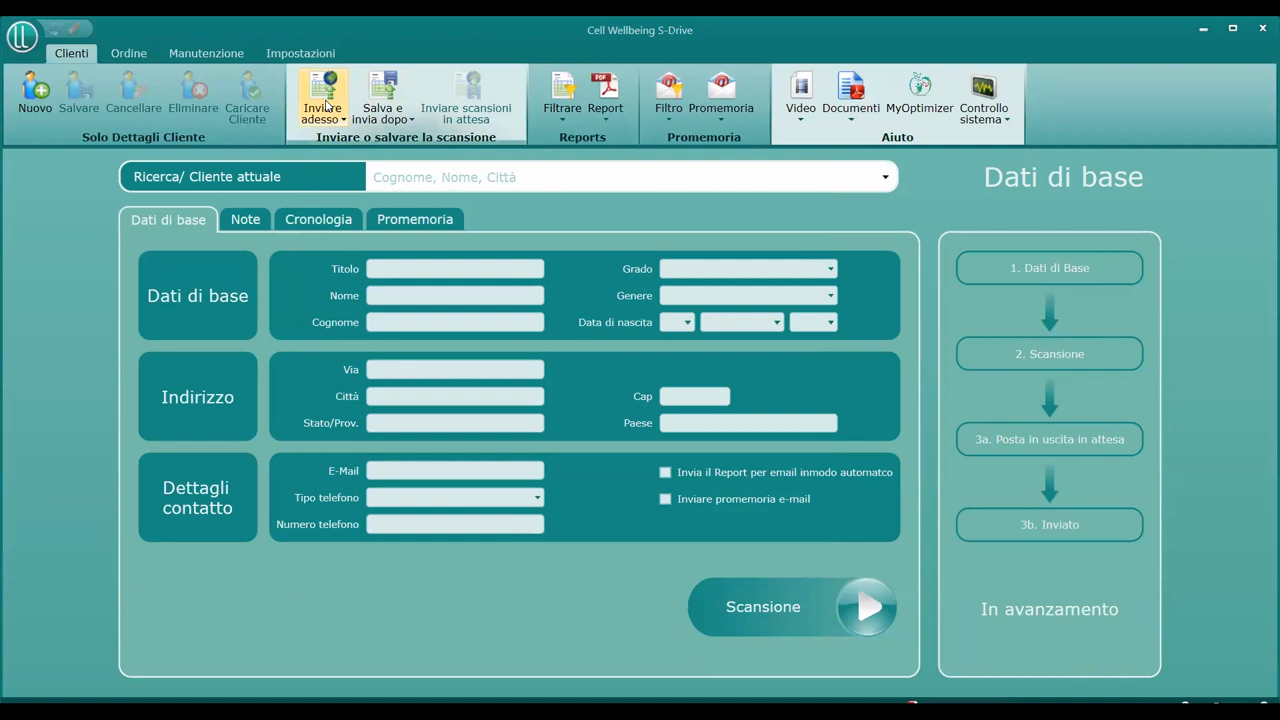 Cell Wellbeing S-Drive
Clienti
Ordine
Manutenzione
Impostazioni
Nuovo
Salvare
Cancellare
Eliminare
Caricare
Cliente
Solo Dettagli Cliente
Inviare
adesso
Salva e
invia dopo
Inviare scansioni
in attesa
Inviare o salvare la scansione
Filtrare
Report
Reports
Filtro
Promemoria
Promemoria
Video
Documenti
MyOptimizer
Controllo
sistema
Aiuto
Ricerca/ Cliente attuale
Cognome, Nome, Città
Dati di base
Dati di base
Note
Cronologia
Promemoria
Dati di base
Titolo
Nome
Cognome
Grado
Genere
Data di nascita
Indirizzo
Via
Città
Stato/Prov.
Cap
Paese
Dettagli
contatto
E-Mail
Tipo telefono
Numero telefono
Invia il Report per email inmodo automatco
Inviare promemoria e-mail
Scansione
1. Dati di Base
2. Scansione
3a. Posta in uscita in attesa
3b. Inviato
In avanzamento